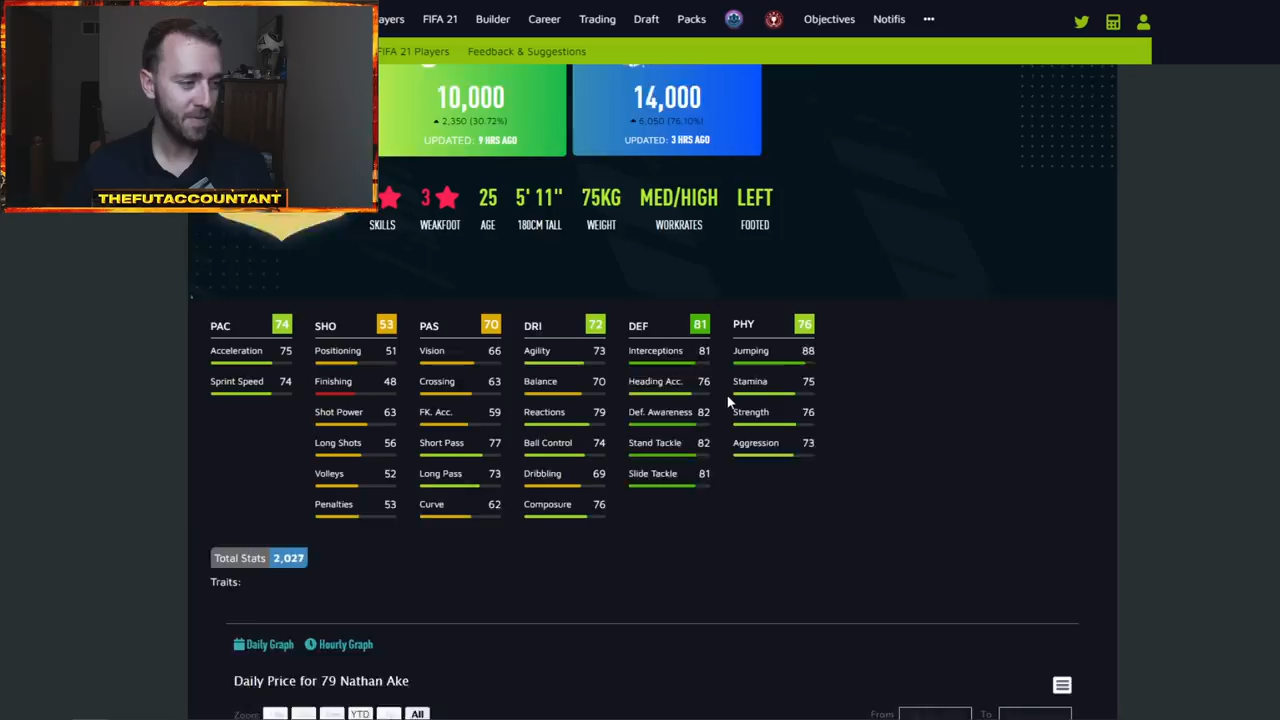 ayers FIFA 21 Builder Career Trading Draft Packs Objectives Notifis •••
FIFA 21 Players Feedback & Suggestions
10,000 14,000
2,350 (30.72%) 6,050 (76.10%)
UPDATED: 9 HRS AGO UPDATED: 3 HRS AGO
THEFUTACCOUNTANT
3 25 5' 11" 75KG MED/HIGH LEFT
SKILLS WEAKFOOT AGE 180CM TALL WEIGHT WORKRATES FOOTED
PAC 74 SHO 53 PAS 70 DRI 72 DEF 81 PHY 76
Acceleration 75 Positioning 51 Vision 66 Agility 73 Interceptions 81 Jumping 88
Sprint Speed 74 Finishing 48 Crossing 63 Balance 70 Heading Acc. 76 Stamina 75
Shot Power 63 FK. Acc. 59 Reactions 79 Def. Awareness 82 Strength 76
Long Shots 56 Short Pass 77 Ball Control 74 Stand Tackle 82 Aggression 73
Volleys 52 Long Pass 73 Dribbling 69 Slide Tackle 81
Penalties 53 Curve 62 Composure 76
Total Stats 2,027
Traits:
Daily Graph Hourly Graph
Daily Price for 79 Nathan Ake
Zoom YTD All From To